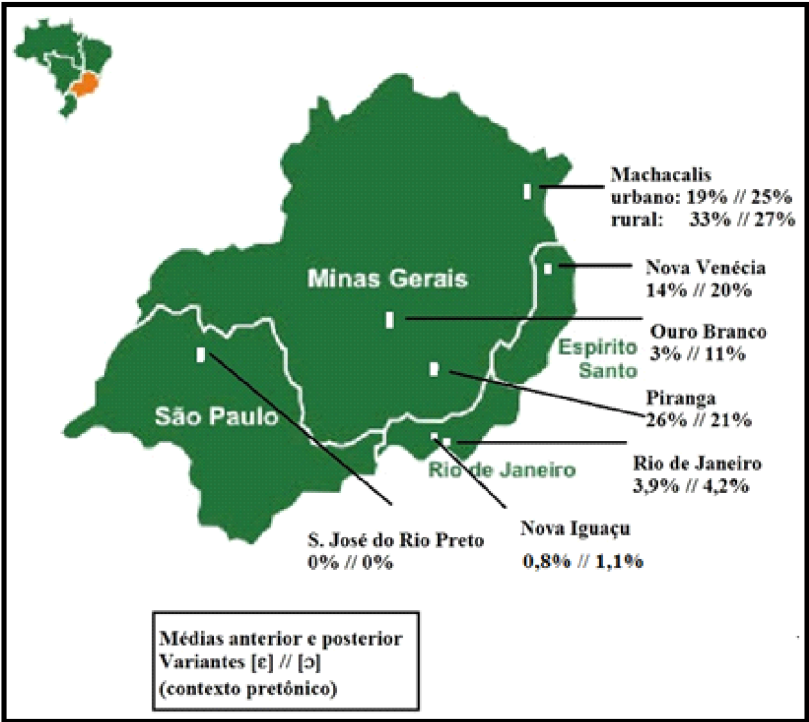 Machacalis
urbano: 19% // 25%
rural: 33% // 27%
Minas Gerais
Nova Venécia
14% // 20%
Ouro Branco
3% // 11%
Espirito
Santo
Piranga
26% // 21%
São Paulo
Rio de Janeiro
3,9% // 4,2%
Rio de Janeiro
Nova Iguaçu
0,8% // 1,1%
S. José do Rio Preto
0% // 0%
Médias anterior e posterior
Variantes [ɛ] // [ɔ]
(contexto pretônico)